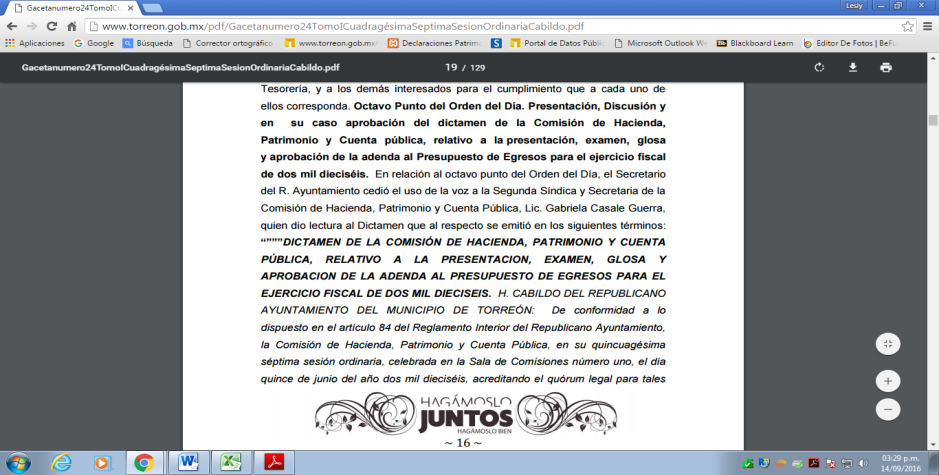 Gacetanumero24TomoICu
Lesly
www.torreon.gob.mx/pdf/Gacetanumero24TomoICuadragésimaSeptimaSesionOrdinariaCabildo.pdf
Aplicaciones Google Búsqueda Corrector ortográfico www.torreon.gob.mx/ Declaraciones Patrimo Portal de Datos Públic Microsoft Outlook We Blackboard Learn Editor De Fotos | BeFu
Gacetanumero24TomoICuadragésimaSeptimaSesionOrdinariaCabildo.pdf 19 / 129
Tesorería, y a los demás interesados para el cumplimiento que a cada uno de
ellos corresponda. Octavo Punto del Orden del Día. Presentación, Discusión y
en su caso aprobación del dictamen de la Comisión de Hacienda,
Patrimonio y Cuenta pública, relativo a la presentación, examen, glosa
y aprobación de la adenda al Presupuesto de Egresos para el ejercicio fiscal
de dos mil dieciséis. En relación al octavo punto del Orden del Día, el Secretario
del R. Ayuntamiento cedió el uso de la voz a la Segunda Síndica y Secretaria de la
Comisión de Hacienda, Patrimonio y Cuenta Pública, Lic. Gabriela Casale Guerra,
quien dio lectura al Dictamen que al respecto se emitió en los siguientes términos:
“”””DICTAMEN DE LA COMISIÓN DE HACIENDA, PATRIMONIO Y CUENTA
PÚBLICA, RELATIVO A LA PRESENTACION, EXAMEN, GLOSA Y
APROBACION DE LA ADENDA AL PRESUPUESTO DE EGRESOS PARA EL
EJERCICIO FISCAL DE DOS MIL DIECISEIS. H. CABILDO DEL REPUBLICANO
AYUNTAMIENTO DEL MUNICIPIO DE TORREÓN: De conformidad a lo
dispuesto en el artículo 84 del Reglamento Interior del Republicano Ayuntamiento,
la Comisión de Hacienda, Patrimonio y Cuenta Pública, en su quincuagésima
séptima sesión ordinaria, celebrada en la Sala de Comisiones número uno, el día
quince de junio del año dos mil dieciséis, acreditando el quórum legal para tales
HAGÁMOSLO
JUNTOS
HAGÁMOSLO BIEN
~ 16 ~
03:29 p.m.
14/09/2016